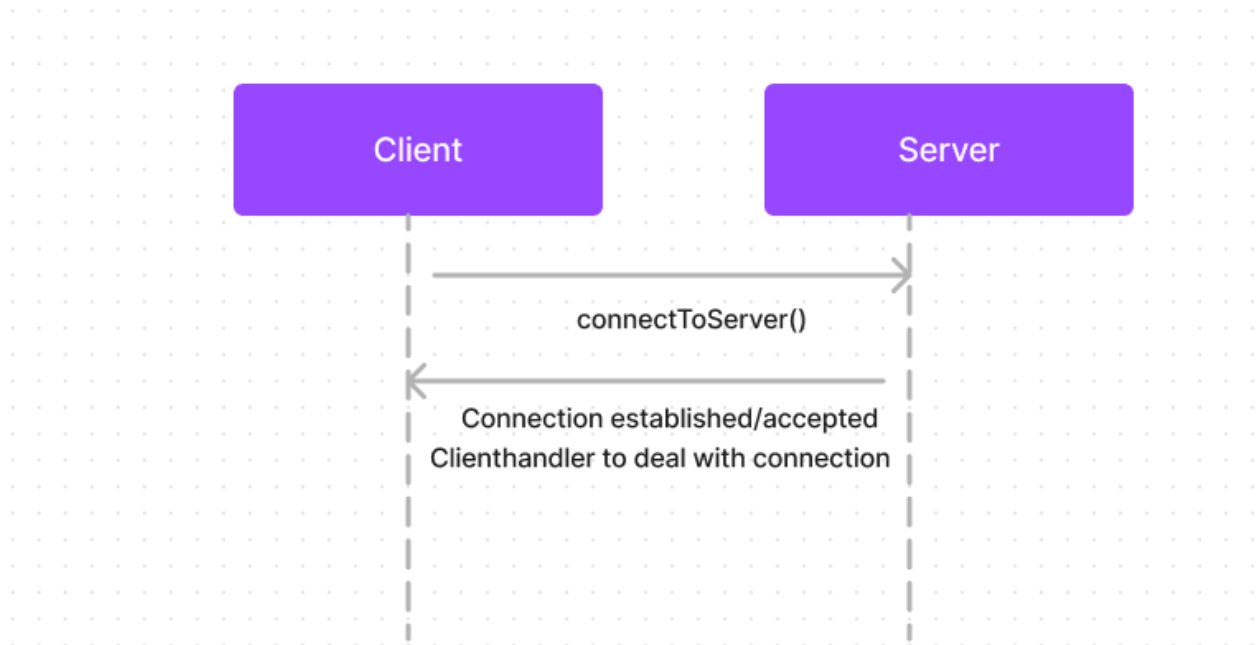 Client
Server
connectToServer()
Connection established/accepted
Clienthandler to deal with connection